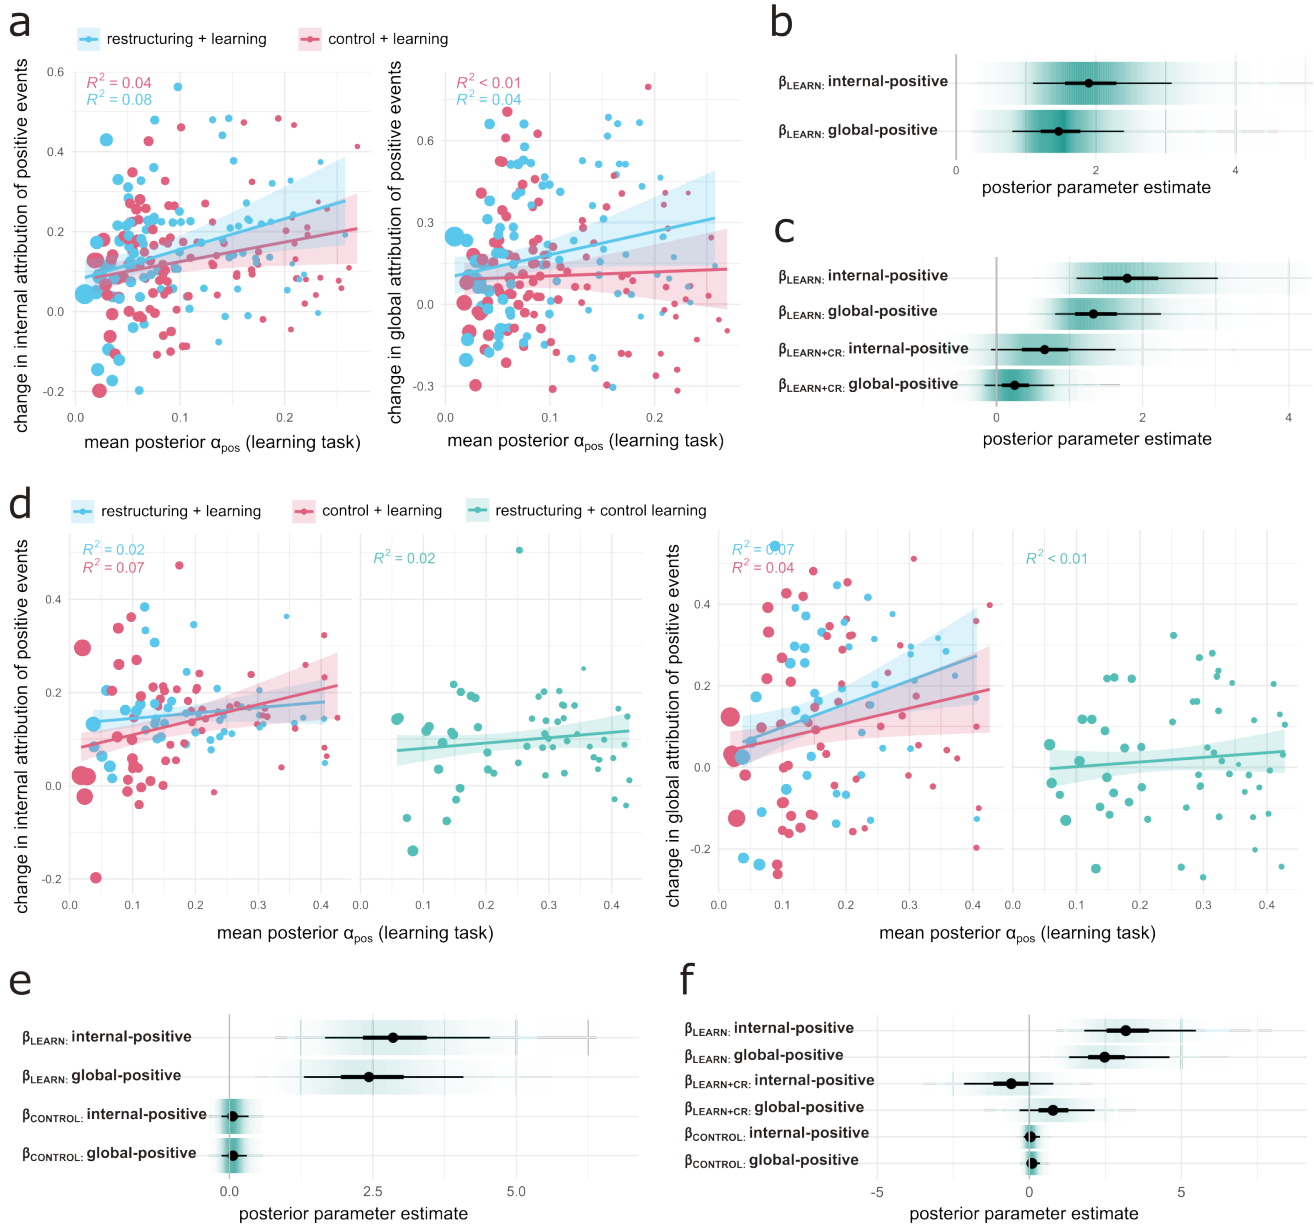 a
restructuring + learning
control + learning
R² = 0.04
R² = 0.08
0.6
0.4
0.2
0.0
-0.2
0.0
0.1
0.2
change in internal attribution of positive events
mean posterior αpos (learning task)
R² < 0.01
R² = 0.04
0.6
0.3
0.0
-0.3
0.0
0.1
0.2
change in global attribution of positive events
mean posterior αpos (learning task)
b
βLEARN: internal-positive
βLEARN: global-positive
0
2
4
posterior parameter estimate
c
βLEARN: internal-positive
βLEARN: global-positive
βLEARN+CR: internal-positive
βLEARN+CR: global-positive
0
2
4
posterior parameter estimate
d
restructuring + learning
control + learning
restructuring + control learning
R² = 0.02
R² = 0.07
R² = 0.02
0.4
0.2
0.0
-0.2
0.0
0.1
0.2
0.3
0.4
0.0
0.1
0.2
0.3
0.4
change in internal attribution of positive events
mean posterior αpos (learning task)
R² = 0.07
R² = 0.04
R² < 0.01
0.4
0.2
0.0
-0.2
0.0
0.1
0.2
0.3
0.4
0.0
0.1
0.2
0.3
0.4
change in global attribution of positive events
mean posterior αpos (learning task)
e
βLEARN: internal-positive
βLEARN: global-positive
βCONTROL: internal-positive
βCONTROL: global-positive
0.0
2.5
5.0
posterior parameter estimate
f
βLEARN: internal-positive
βLEARN: global-positive
βLEARN+CR: internal-positive
βLEARN+CR: global-positive
βCONTROL: internal-positive
βCONTROL: global-positive
-5
0
5
posterior parameter estimate